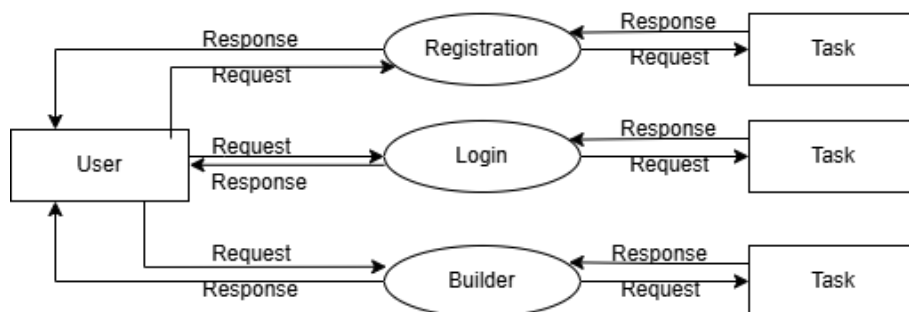 Response
Registration
Response
Task
Request
Request
User
Request
Login
Response
Task
Response
Request
Request
Builder
Response
Task
Response
Request